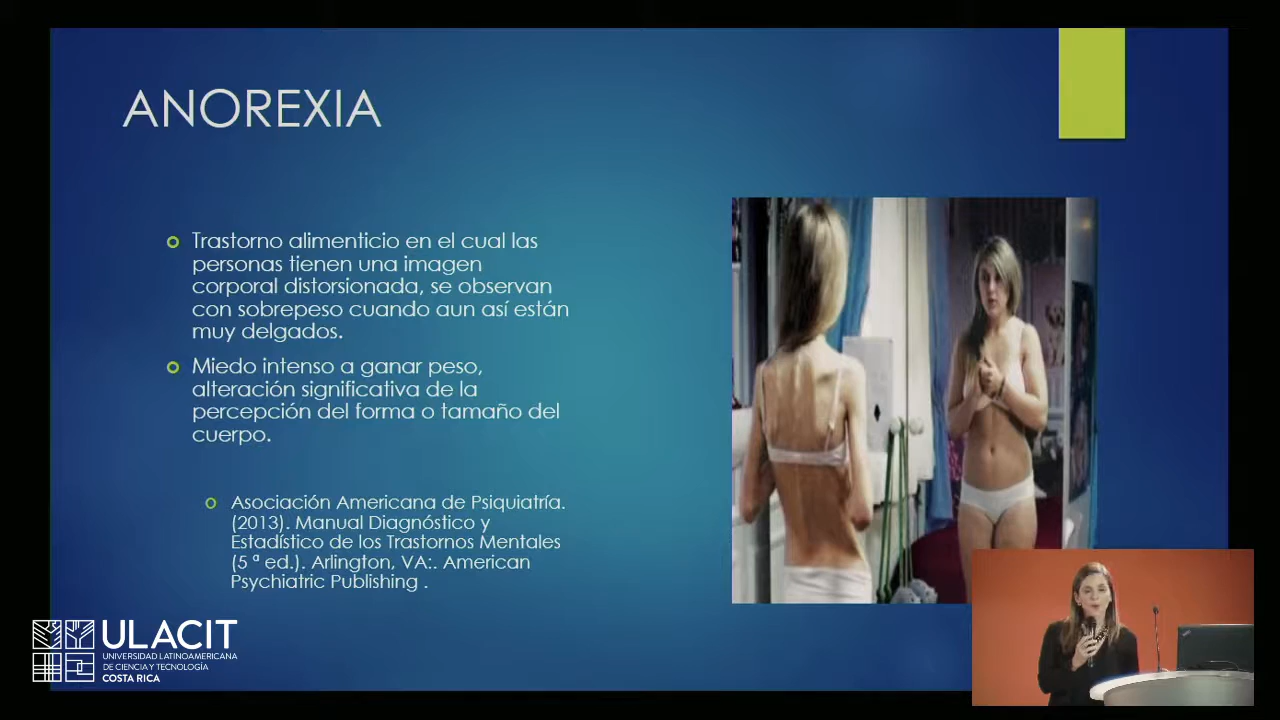 ANOREXIA
Trastorno alimenticio en el cual las
personas tienen una imagen
corporal distorsionada, se observan
con sobrepeso cuando aun así están
muy delgados.
Miedo intenso a ganar peso,
alteración significativa de la
percepción del forma o tamaño del
cuerpo.
Asociación Americana de Psiquiatría.
(2013). Manual Diagnóstico y
Estadístico de los Trastornos Mentales
(5 ª ed.). Arlington, VA:. American
Psychiatric Publishing .
ULACIT
UNIVERSIDAD LATINOAMERICANA
DE CIENCIA Y TECNOLOGÍA
COSTA RICA